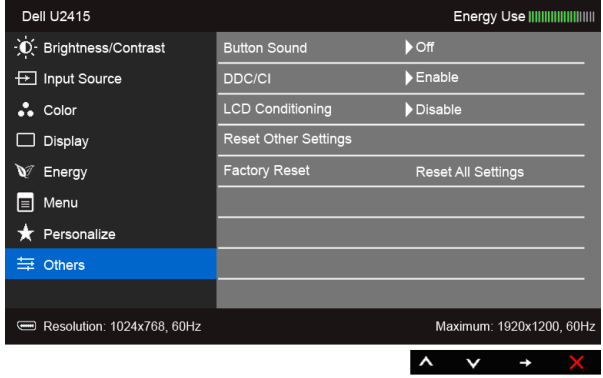 Dell U2415
Energy Use
Brightness/Contrast
Button Sound
Off
Input Source
DDC/CI
Enable
Color
LCD Conditioning
Disable
Display
Reset Other Settings
Energy
Factory Reset
Reset All Settings
Menu
Personalize
Others
Resolution: 1024x768, 60Hz
Maximum: 1920x1200, 60Hz